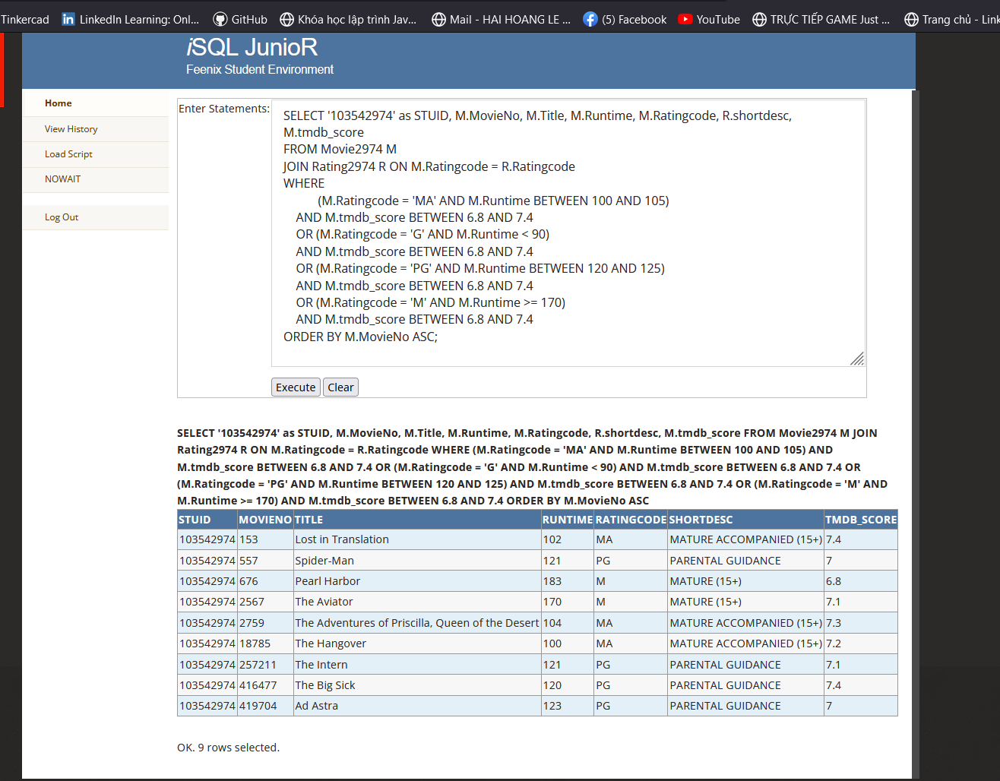 Tinkercad LinkedIn Learning: Onl... GitHub Khóa học lập trình Jav... Mail - HAI HOANG LE ... (5) Facebook YouTube TRỰC TIẾP GAME Just ... Trang chủ - Link
iSQL JunioR
Feenix Student Environment
Home
View History
Load Script
NOWAIT
Log Out
Enter Statements:
SELECT '103542974' as STUID, M.MovieNo, M.Title, M.Runtime, M.Ratingcode, R.shortdesc,
M.tmdb_score
FROM Movie2974 M
JOIN Rating2974 R ON M.Ratingcode = R.Ratingcode
WHERE
(M.Ratingcode = 'MA' AND M.Runtime BETWEEN 100 AND 105)
AND M.tmdb_score BETWEEN 6.8 AND 7.4
OR (M.Ratingcode = 'G' AND M.Runtime < 90)
AND M.tmdb_score BETWEEN 6.8 AND 7.4
OR (M.Ratingcode = 'PG' AND M.Runtime BETWEEN 120 AND 125)
AND M.tmdb_score BETWEEN 6.8 AND 7.4
OR (M.Ratingcode = 'M' AND M.Runtime >= 170)
AND M.tmdb_score BETWEEN 6.8 AND 7.4
ORDER BY M.MovieNo ASC;
Execute Clear
SELECT '103542974' as STUID, M.MovieNo, M.Title, M.Runtime, M.Ratingcode, R.shortdesc, M.tmdb_score FROM Movie2974 M JOIN
Rating2974 R ON M.Ratingcode = R.Ratingcode WHERE (M.Ratingcode = 'MA' AND M.Runtime BETWEEN 100 AND 105) AND
M.tmdb_score BETWEEN 6.8 AND 7.4 OR (M.Ratingcode = 'G' AND M.Runtime < 90) AND M.tmdb_score BETWEEN 6.8 AND 7.4 OR
(M.Ratingcode = 'PG' AND M.Runtime BETWEEN 120 AND 125) AND M.tmdb_score BETWEEN 6.8 AND 7.4 OR (M.Ratingcode = 'M' AND
M.Runtime >= 170) AND M.tmdb_score BETWEEN 6.8 AND 7.4 ORDER BY M.MovieNo ASC
STUID MOVIENO TITLE RUNTIME RATINGCODE SHORTDESC TMDB_SCORE
103542974 153 Lost in Translation 102 MA MATURE ACCOMPANIED (15+) 7.4
103542974 557 Spider-Man 121 PG PARENTAL GUIDANCE 7
103542974 676 Pearl Harbor 183 M MATURE (15+) 6.8
103542974 2567 The Aviator 170 M MATURE (15+) 7.1
103542974 2759 The Adventures of Priscilla, Queen of the Desert 104 MA MATURE ACCOMPANIED (15+) 7.3
103542974 18785 The Hangover 100 MA MATURE ACCOMPANIED (15+) 7.2
103542974 257211 The Intern 121 PG PARENTAL GUIDANCE 7.1
103542974 416477 The Big Sick 120 PG PARENTAL GUIDANCE 7.4
103542974 419704 Ad Astra 123 PG PARENTAL GUIDANCE 7
OK. 9 rows selected.